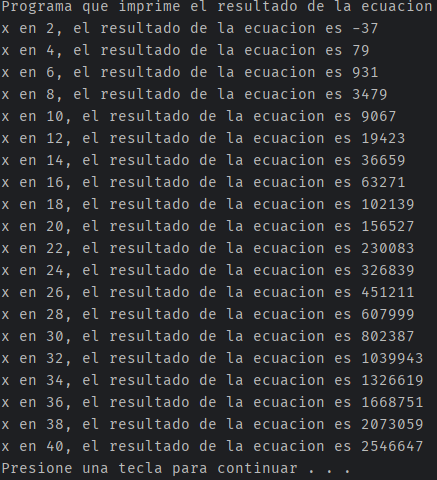 Programa que imprime el resultado de la ecuacion
x en 2, el resultado de la ecuacion es -37
x en 4, el resultado de la ecuacion es 79
x en 6, el resultado de la ecuacion es 931
x en 8, el resultado de la ecuacion es 3479
x en 10, el resultado de la ecuacion es 9067
x en 12, el resultado de la ecuacion es 19423
x en 14, el resultado de la ecuacion es 36659
x en 16, el resultado de la ecuacion es 63271
x en 18, el resultado de la ecuacion es 102139
x en 20, el resultado de la ecuacion es 156527
x en 22, el resultado de la ecuacion es 230083
x en 24, el resultado de la ecuacion es 326839
x en 26, el resultado de la ecuacion es 451211
x en 28, el resultado de la ecuacion es 607999
x en 30, el resultado de la ecuacion es 802387
x en 32, el resultado de la ecuacion es 1039943
x en 34, el resultado de la ecuacion es 1326619
x en 36, el resultado de la ecuacion es 1668751
x en 38, el resultado de la ecuacion es 2073059
x en 40, el resultado de la ecuacion es 2546647
Presione una tecla para continuar . . .